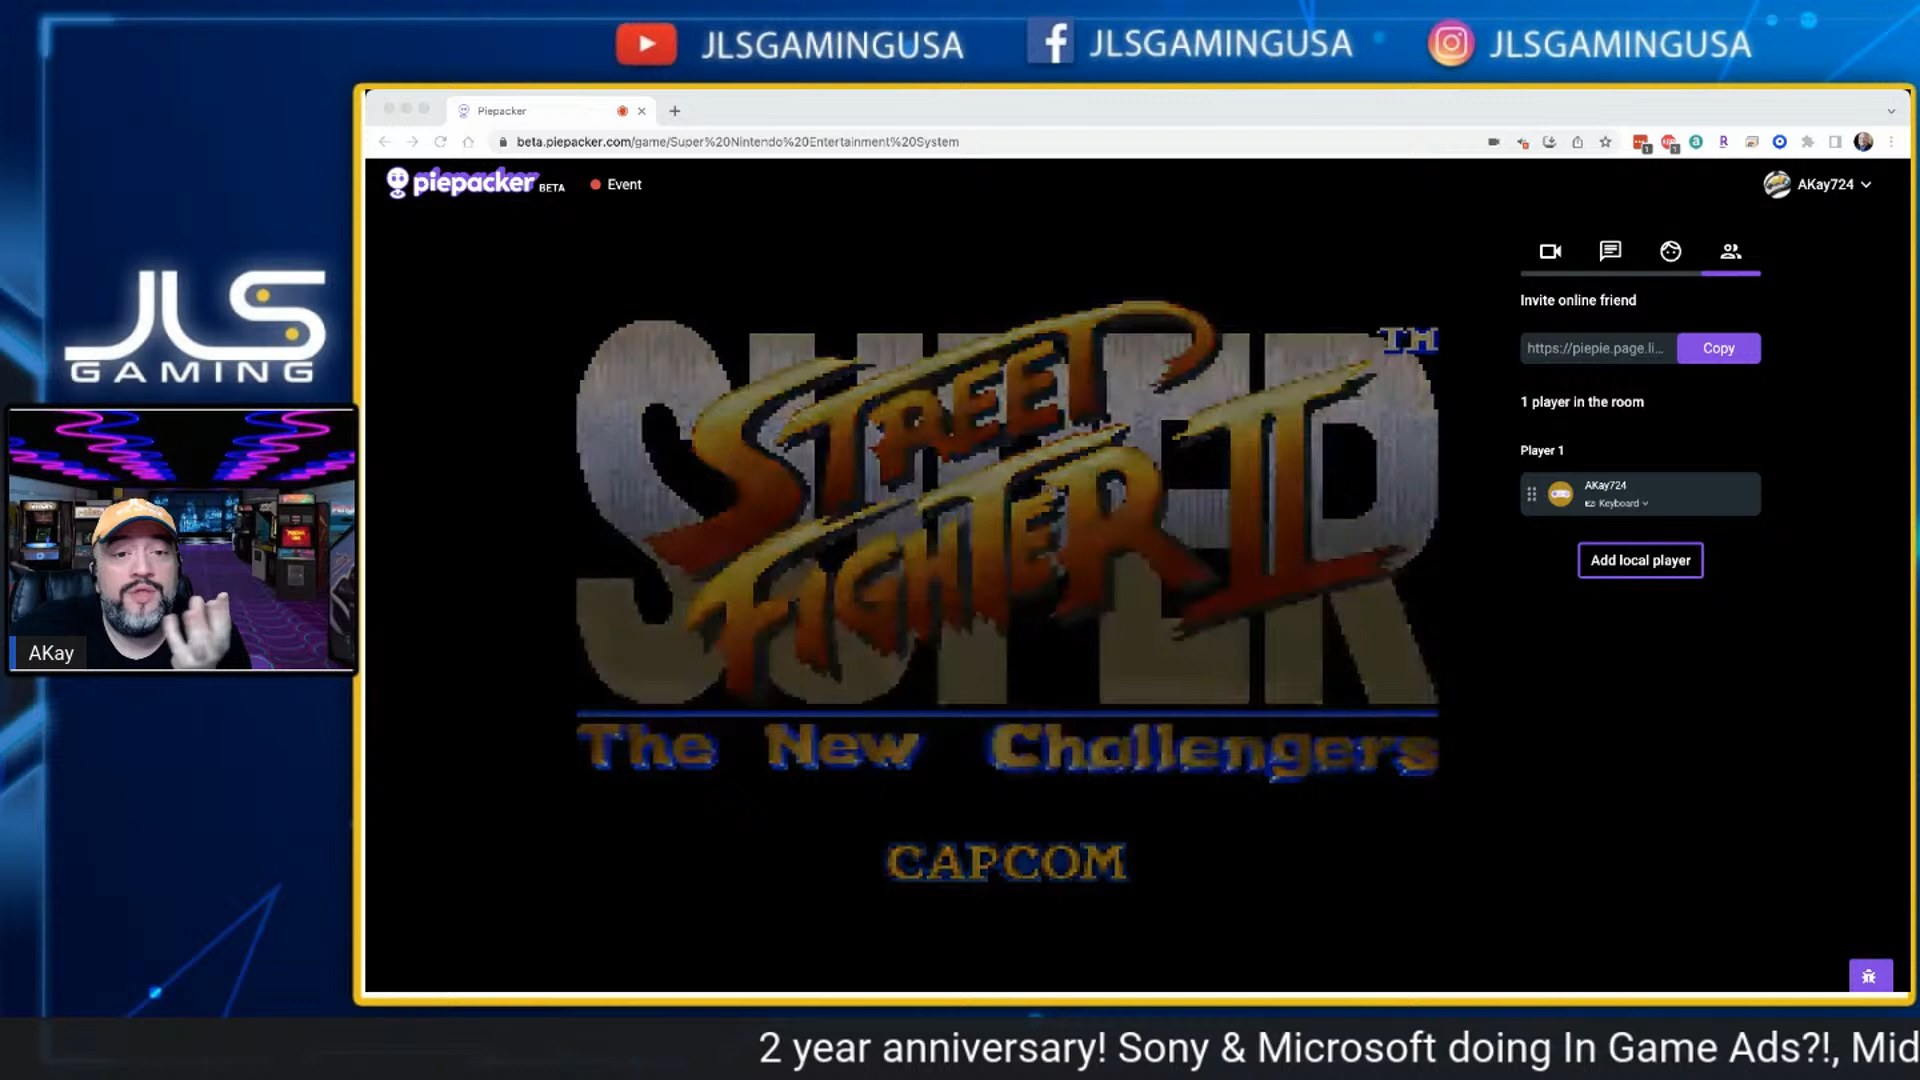 JLSGAMINGUSA JLSGAMINGUSA JLSGAMINGUSA
Piepacker
beta.piepacker.com/game/Super%20Nintendo%20Entertainment%20System
piepacker BETA Event
AKay724
JLS
GAMING
AKay
SUPER
STREET
FIGHTER II
TM
The New Challengers
CAPCOM
Invite online friend
https://piepie.page.li... Copy
1 player in the room
Player 1
AKay724
Keyboard
Add local player
2 year anniversary! Sony & Microsoft doing In Game Ads?!, Mid